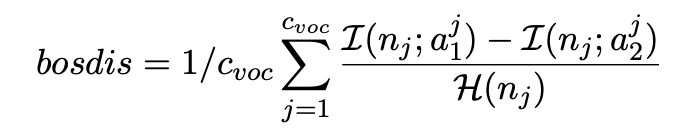 bosdis = 1/c_{voc} \sum_{j=1}^{c_{voc}} \frac{\mathcal{I}(n_j; a_1^j) - \mathcal{I}(n_j; a_2^j)}{\mathcal{H}(n_j)}